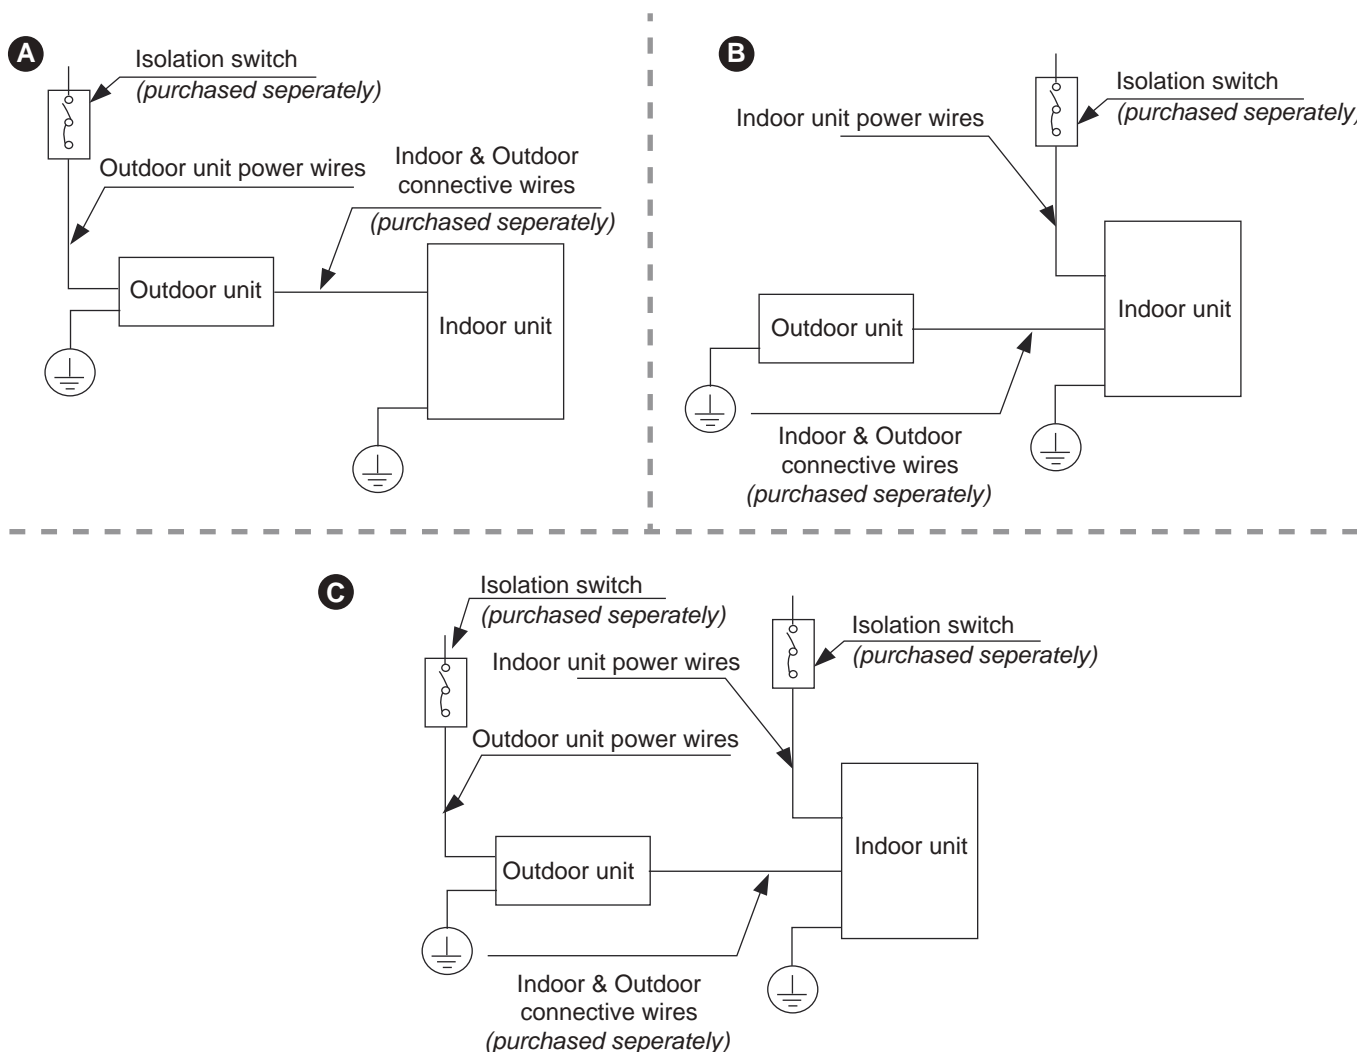 A
Isolation switch
(purchased seperately)
Outdoor unit power wires
Indoor & Outdoor
connective wires
(purchased seperately)
Outdoor unit
Indoor unit
B
Isolation switch
(purchased seperately)
Indoor unit power wires
Indoor unit
Outdoor unit
Indoor & Outdoor
connective wires
(purchased seperately)
C
Isolation switch
(purchased seperately)
Isolation switch
(purchased seperately)
Indoor unit power wires
Outdoor unit power wires
Indoor unit
Outdoor unit
Indoor & Outdoor
connective wires
(purchased seperately)